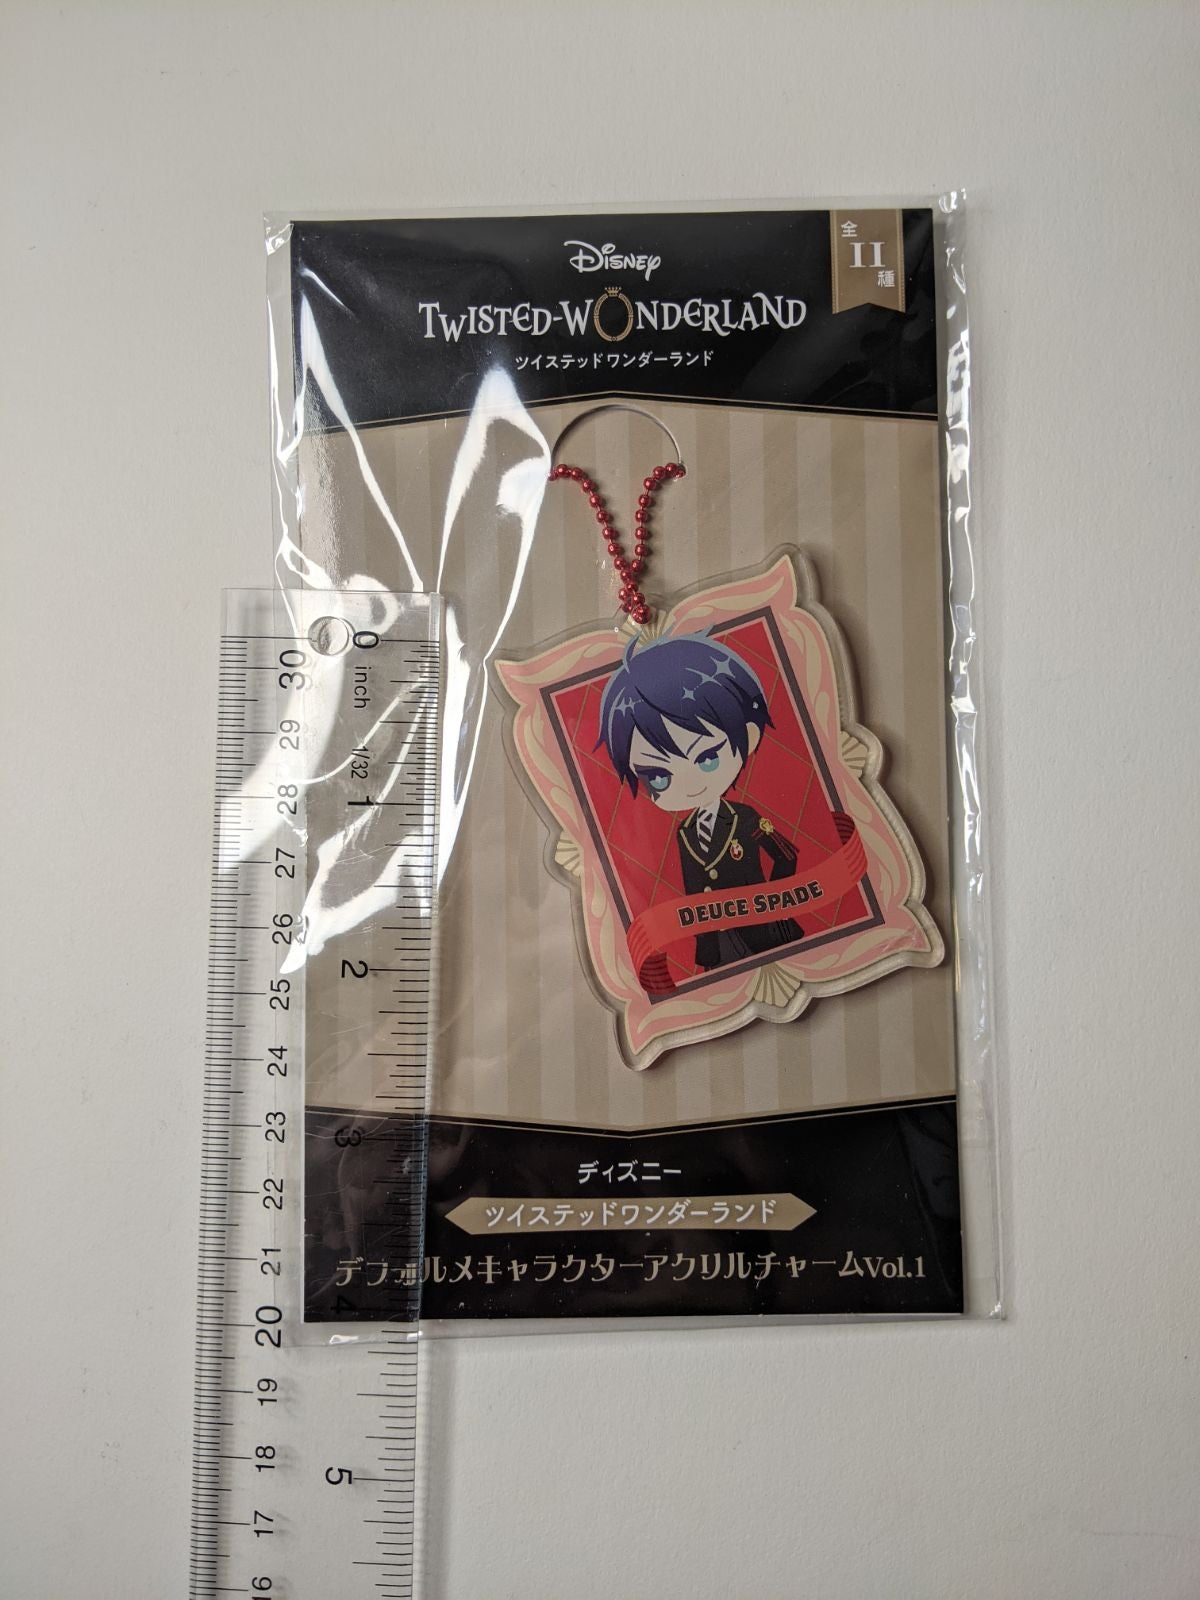 全
11
種
Disney
TWISTED-WONDERLAND
ツイステッドワンダーランド
DEUCE SPADE
ディズニー
ツイステッドワンダーランド
デフォルメキャラクターアクリルチャームVol.1
0
inch
1/32
1
2
3
4
5
30
29
28
27
26
25
24
23
22
21
20
19
18
17
16